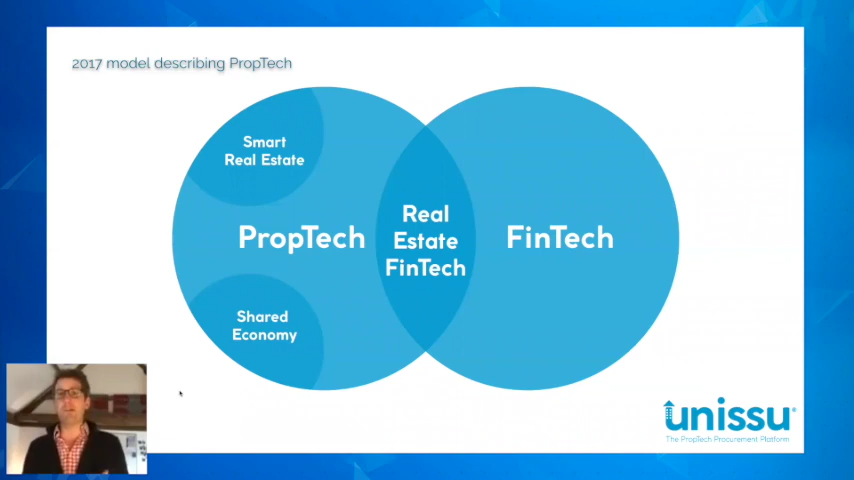 2017 model describing PropTech
Smart
Real Estate
PropTech
Shared
Economy
Real
Estate
FinTech
FinTech
unissu®
The PropTech Procurement Platform